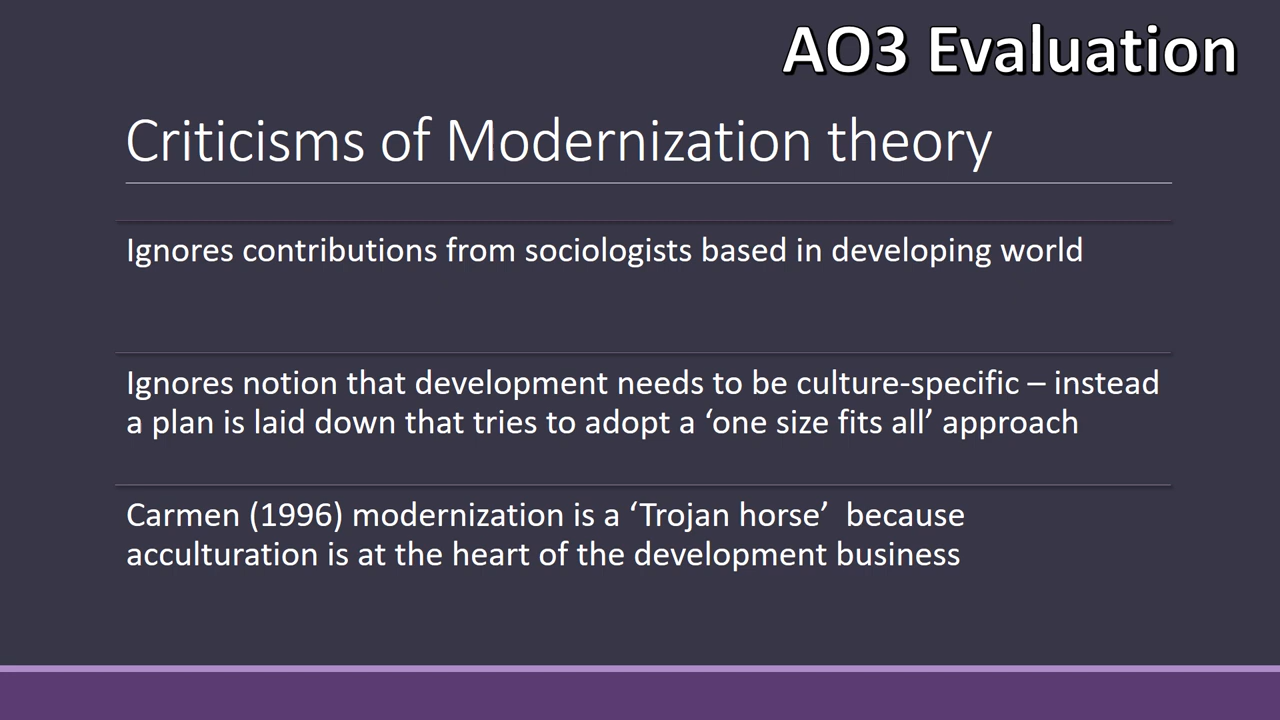 AO3 Evaluation
Criticisms of Modernization theory
Ignores contributions from sociologists based in developing world
Ignores notion that development needs to be culture-specific – instead
a plan is laid down that tries to adopt a ‘one size fits all’ approach
Carmen (1996) modernization is a ‘Trojan horse’  because
acculturation is at the heart of the development business